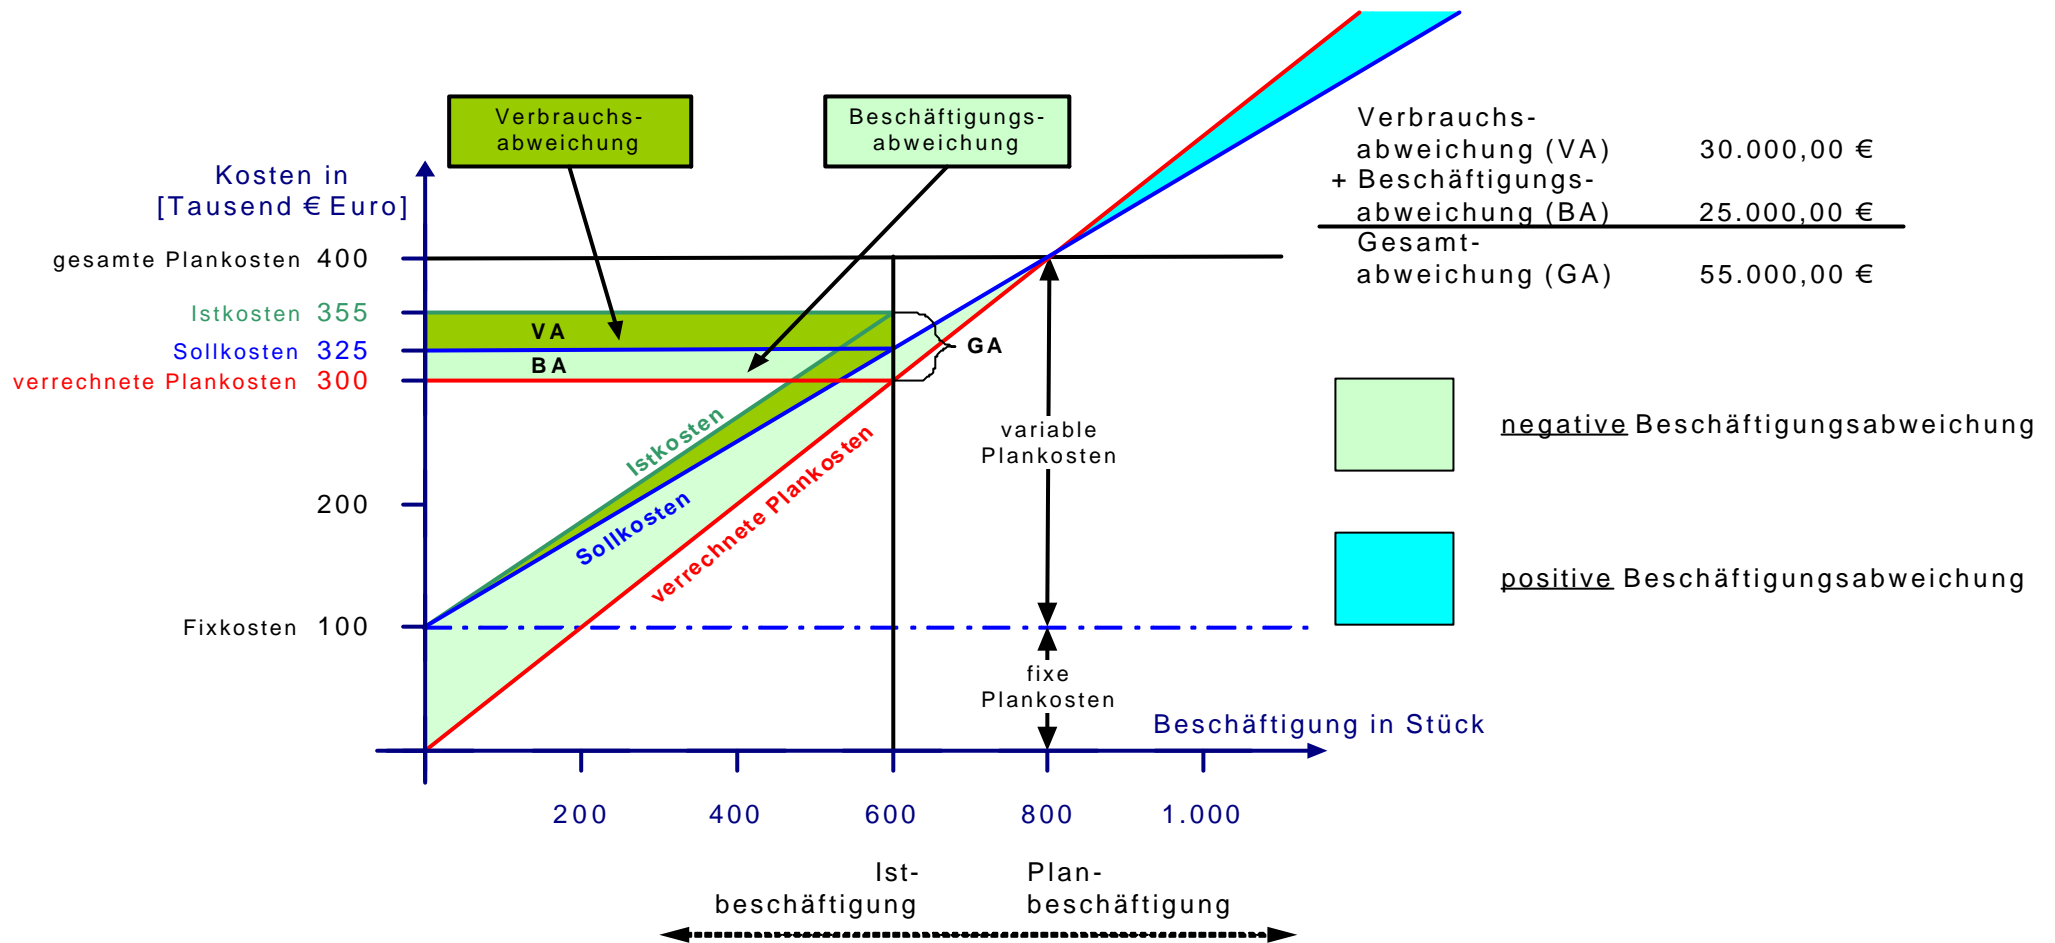 Verbrauchs-
abweichung
Beschäftigungs-
abweichung
Verbrauchs-
abweichung (VA) 30.000,00 €
+ Beschäftigungs-
abweichung (BA) 25.000,00 €
Gesamt-
abweichung (GA) 55.000,00 €
Kosten in
[Tausend € Euro]
gesamte Plankosten 400
Istkosten 355
Sollkosten 325
verrechnete Plankosten 300
200
Fixkosten 100
VA
BA
GA
Istkosten
Sollkosten
verrechnete Plankosten
variable
Plankosten
fixe
Plankosten
negative Beschäftigungsabweichung
positive Beschäftigungsabweichung
Beschäftigung in Stück
200 400 600 800 1.000
Ist-
beschäftigung
Plan-
beschäftigung